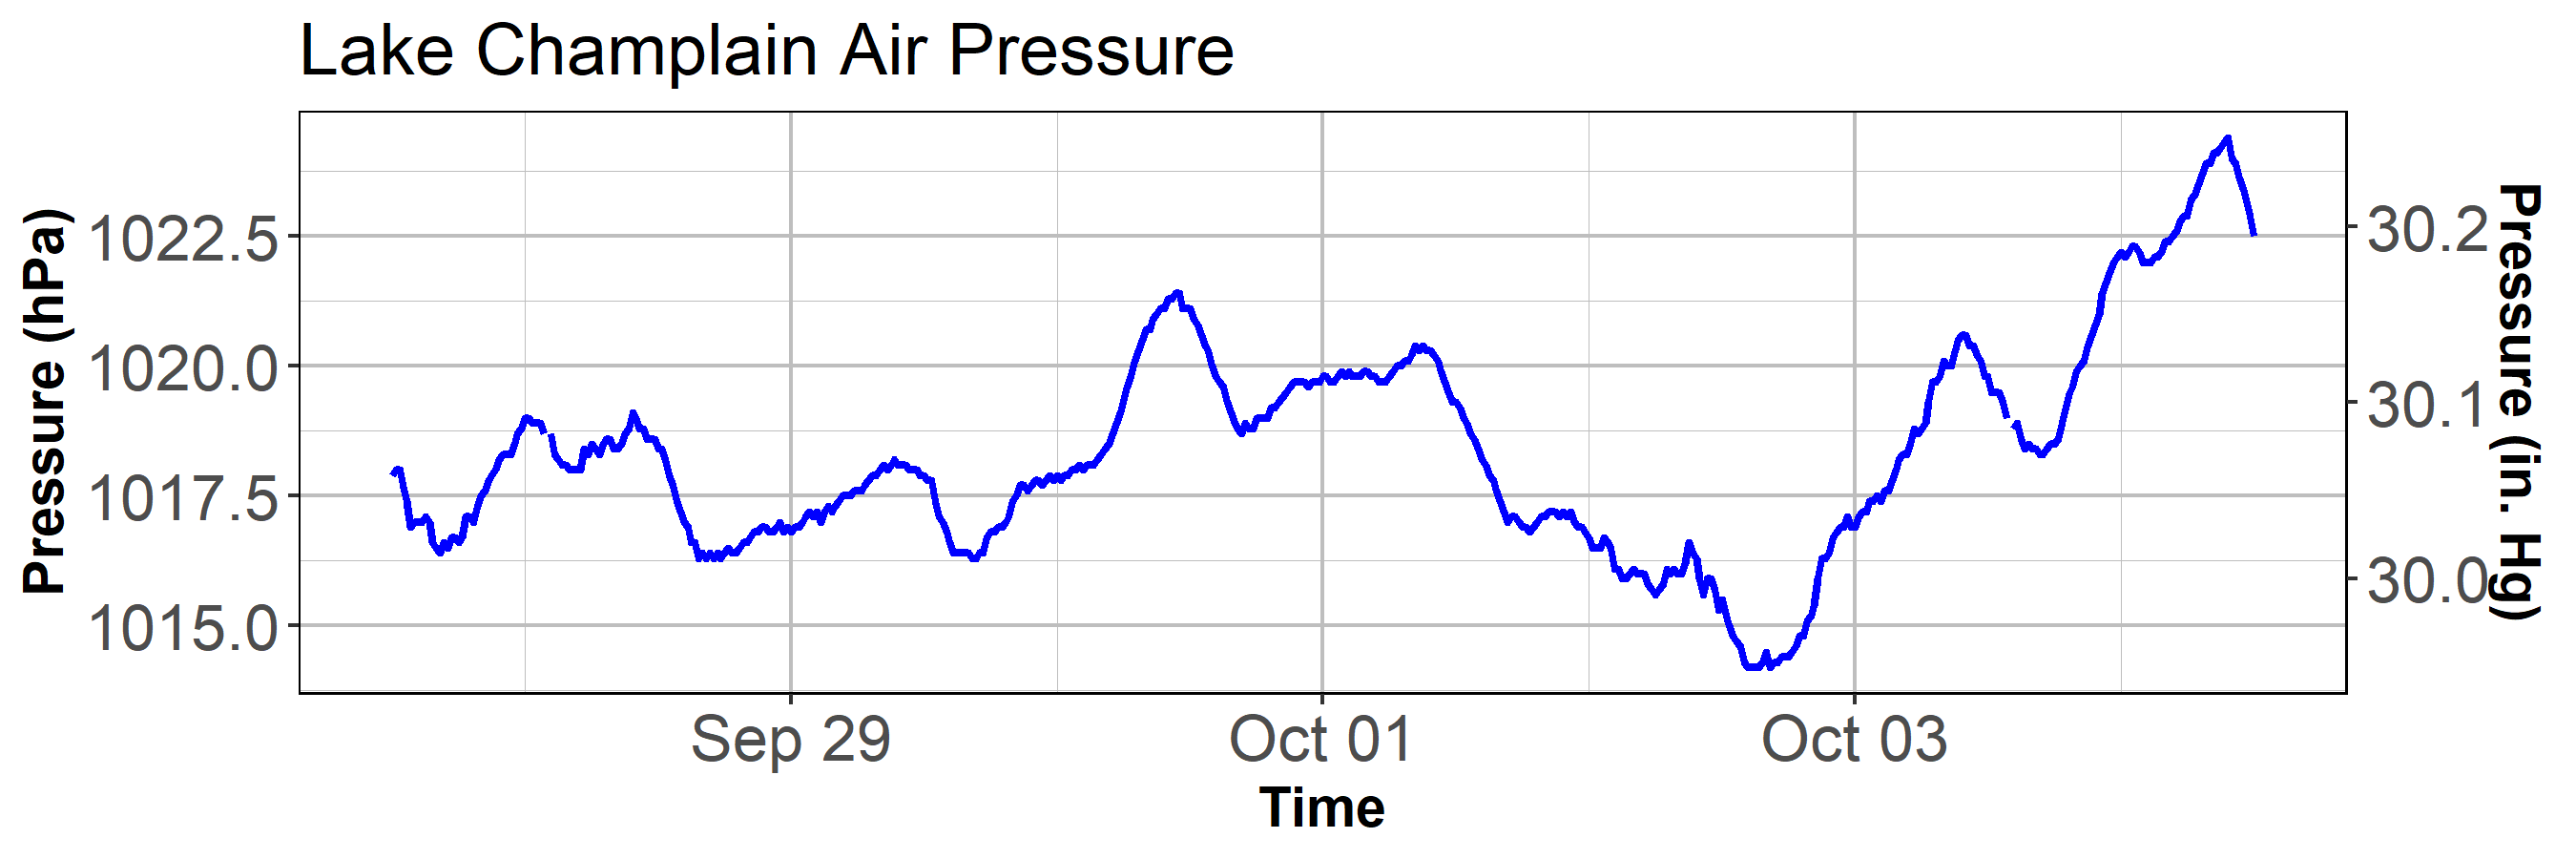 Lake Champlain Air Pressure
Pressure (hPa)
1022.5
1020.0
1017.5
1015.0
30.2
30.1
30.0
Pressure (in. Hg)
Sep 29
Oct 01
Oct 03
Time